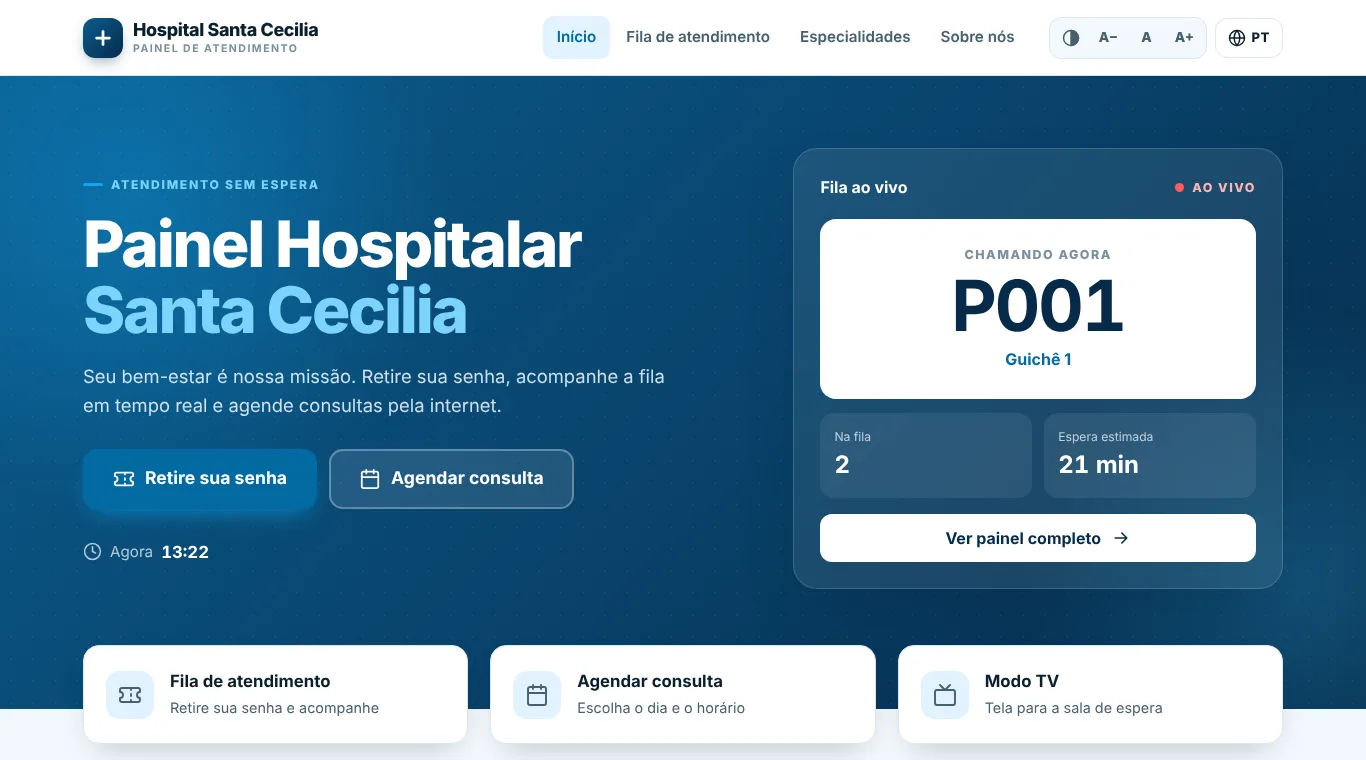 Hospital Santa Cecilia
PAINEL DE ATENDIMENTO
Início
Fila de atendimento
Especialidades
Sobre nós
A−
A
A+
PT
ATENDIMENTO SEM ESPERA
Painel Hospitalar
Santa Cecilia
Seu bem-estar é nossa missão. Retire sua senha, acompanhe a fila
em tempo real e agende consultas pela internet.
Retire sua senha
Agendar consulta
Agora 13:22
Fila ao vivo
AO VIVO
CHAMANDO AGORA
P001
Guichê 1
Na fila
2
Espera estimada
21 min
Ver painel completo
Fila de atendimento
Retire sua senha e acompanhe
Agendar consulta
Escolha o dia e o horário
Modo TV
Tela para a sala de espera